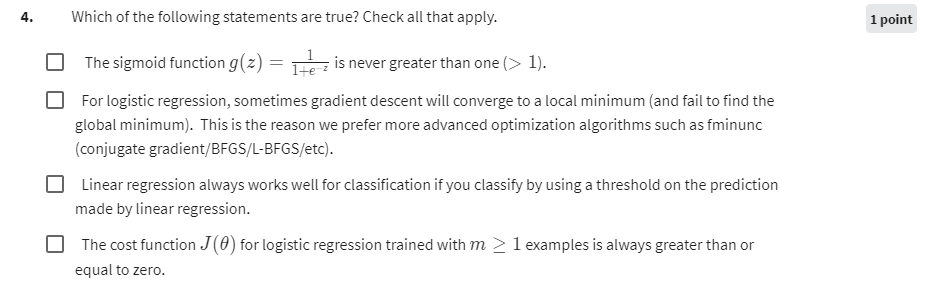 4. Which of the following statements are true? Check all that apply. 1 point
The sigmoid function g(z) = 1/(1+e^-z) is never greater than one (> 1).
For logistic regression, sometimes gradient descent will converge to a local minimum (and fail to find the
global minimum). This is the reason we prefer more advanced optimization algorithms such as fminunc
(conjugate gradient/BFGS/L-BFGS/etc).
Linear regression always works well for classification if you classify by using a threshold on the prediction
made by linear regression.
The cost function J(θ) for logistic regression trained with m ≥ 1 examples is always greater than or
equal to zero.